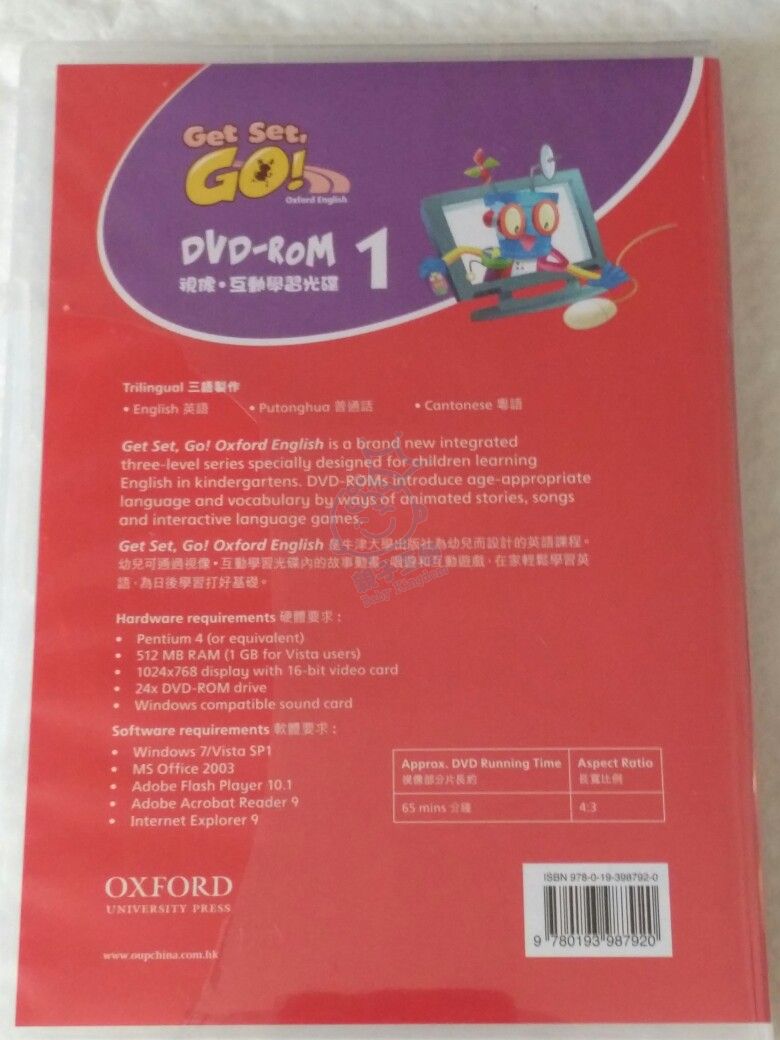 Get Set,
GO!
Oxford English
DVD-ROM 1
視像•互動學習光碟
Trilingual 三語製作
• English 英語 • Putonghua 普通話 • Cantonese 粵語
Get Set, Go! Oxford English is a brand new integrated
three-level series specially designed for children learning
English in kindergartens. DVD-ROMs introduce age-appropriate
language and vocabulary by ways of animated stories, songs
and interactive language games.
Get Set, Go! Oxford English 是牛津大學出版社為幼兒而設計的英語課程。
幼兒可通過視像•互動學習光碟內的故事動畫、唱遊和互動遊戲，在家輕鬆學習英
語，為日後學習打好基礎。
親子王國
Baby Kingdom
Hardware requirements 硬體要求：
• Pentium 4 (or equivalent)
• 512 MB RAM (1 GB for Vista users)
• 1024x768 display with 16-bit video card
• 24x DVD-ROM drive
• Windows compatible sound card
Software requirements 軟體要求：
• Windows 7/Vista SP1
• MS Office 2003
• Adobe Flash Player 10.1
• Adobe Acrobat Reader 9
• Internet Explorer 9
Approx. DVD Running Time Aspect Ratio
視像部分片長約 長寬比例
65 mins 分鐘 4:3
OXFORD
UNIVERSITY PRESS
www.oupchina.com.hk
ISBN 978-0-19-398792-0
9 780193 987920